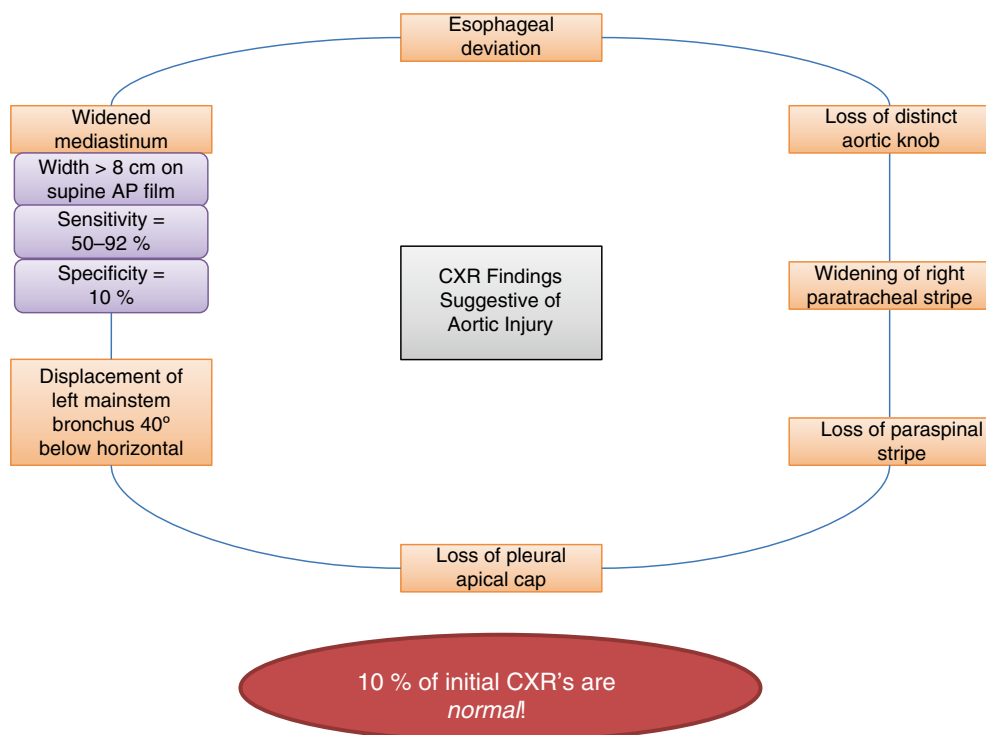 Esophageal
deviation
Widened
mediastinum
Width > 8 cm on
supine AP film
Sensitivity =
50–92 %
Specificity =
10 %
Displacement of
left mainstem
bronchus 40º
below horizontal
CXR Findings
Suggestive of
Aortic Injury
Loss of distinct
aortic knob
Widening of right
paratracheal stripe
Loss of paraspinal
stripe
Loss of pleural
apical cap
10 % of initial CXR's are
normal!